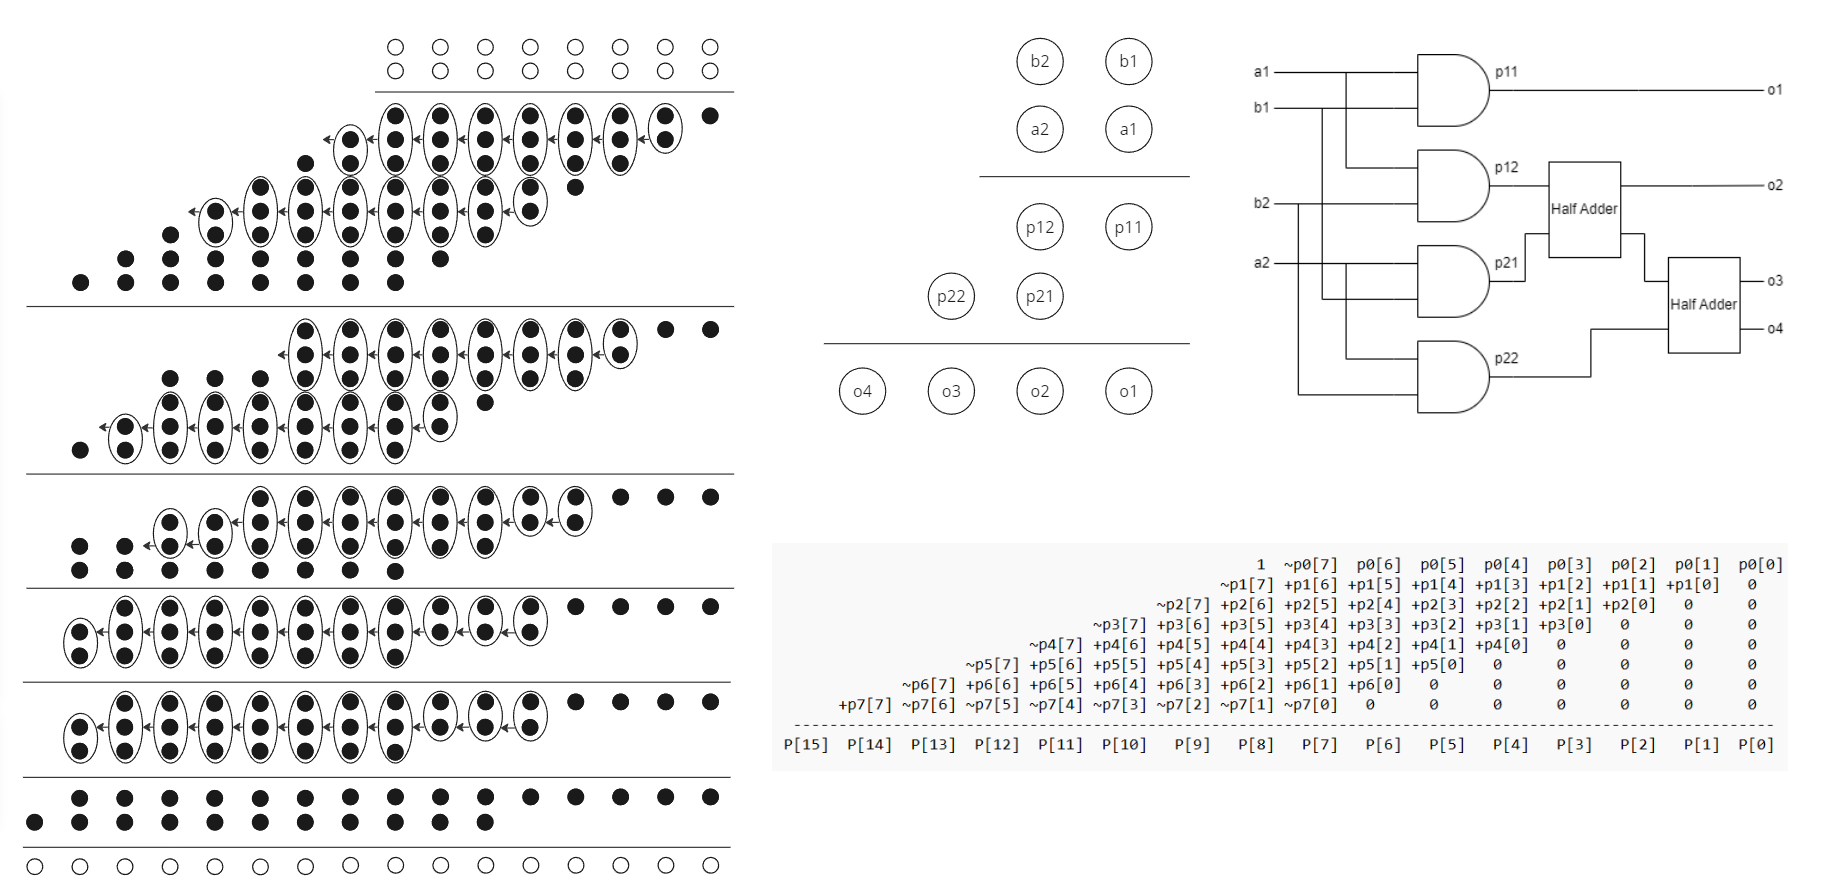 b2 b1
a2 a1
p12 p11
p22 p21
o4 o3 o2 o1
a1
b1
b2
a2
p11
p12
p21
p22
Half Adder
Half Adder
o1
o2
o3
o4
1 ~p0[7] p0[6] p0[5] p0[4] p0[3] p0[2] p0[1] p0[0]
~p1[7] +p1[6] +p1[5] +p1[4] +p1[3] +p1[2] +p1[1] +p1[0] 0
~p2[7] +p2[6] +p2[5] +p2[4] +p2[3] +p2[2] +p2[1] +p2[0] 0 0
~p3[7] +p3[6] +p3[5] +p3[4] +p3[3] +p3[2] +p3[1] +p3[0] 0 0 0
~p4[7] +p4[6] +p4[5] +p4[4] +p4[3] +p4[2] +p4[1] +p4[0] 0 0 0 0
~p5[7] +p5[6] +p5[5] +p5[4] +p5[3] +p5[2] +p5[1] +p5[0] 0 0 0 0 0
~p6[7] +p6[6] +p6[5] +p6[4] +p6[3] +p6[2] +p6[1] +p6[0] 0 0 0 0 0 0
+p7[7] ~p7[6] ~p7[5] ~p7[4] ~p7[3] ~p7[2] ~p7[1] ~p7[0] 0 0 0 0 0 0 0
P[15] P[14] P[13] P[12] P[11] P[10] P[9] P[8] P[7] P[6] P[5] P[4] P[3] P[2] P[1] P[0]